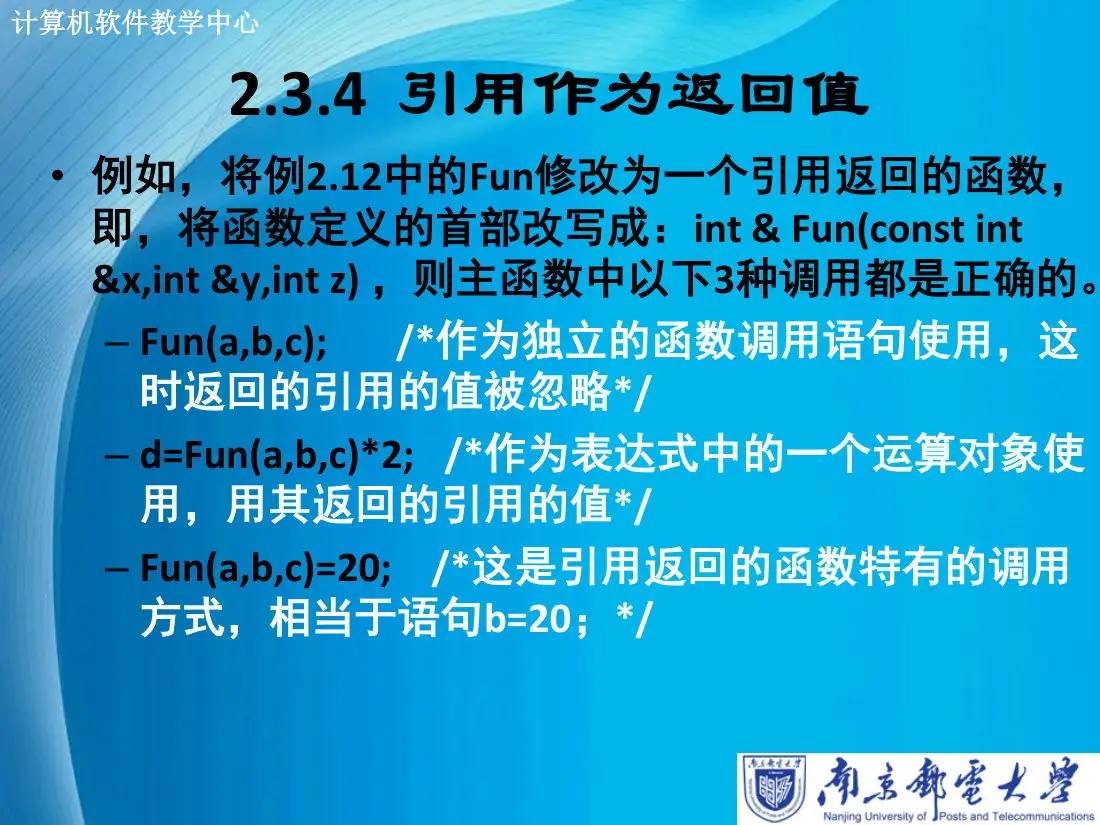 计算机软件教学中心
2.3.4 引用作为返回值
• 例如，将例2.12中的Fun修改为一个引用返回的函数，
即，将函数定义的首部改写成：int & Fun(const int
&x,int &y,int z) ，则主函数中以下3种调用都是正确的。
– Fun(a,b,c); /*作为独立的函数调用语句使用，这
时返回的引用的值被忽略*/
– d=Fun(a,b,c)*2; /*作为表达式中的一个运算对象使
用，用其返回的引用的值*/
– Fun(a,b,c)=20; /*这是引用返回的函数特有的调用
方式，相当于语句b=20；*/
南京邮电大学
Nanjing University of Posts and Telecommunications